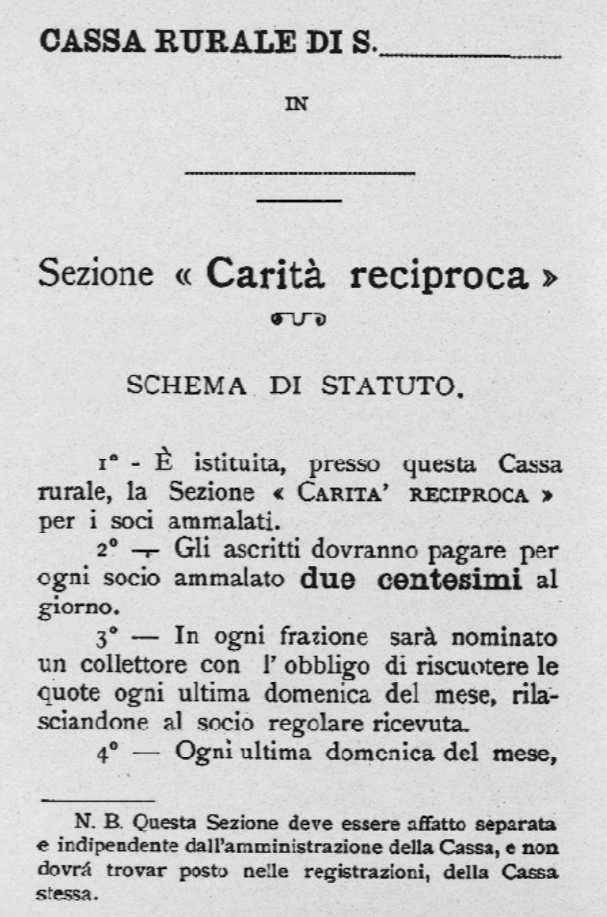 CASSA RURALE DI S.
IN
Sezione « Carità reciproca »
SCHEMA DI STATUTO.
1° - È istituita, presso questa Cassa
rurale, la Sezione « CARITA' RECIPROCA »
per i soci ammalati.
2° — Gli ascritti dovranno pagare per
ogni socio ammalato due centesimi al
giorno.
3° — In ogni frazione sarà nominato
un collettore con l' obbligo di riscuotere le
quote ogni ultima domenica del mese, rila-
sciandone al socio regolare ricevuta.
4° — Ogni ultima domenica del mese,
N. B. Questa Sezione deve essere affatto separata
e indipendente dall'amministrazione della Cassa, e non
dovrá trovar posto nelle registrazioni, della Cassa
stessa.